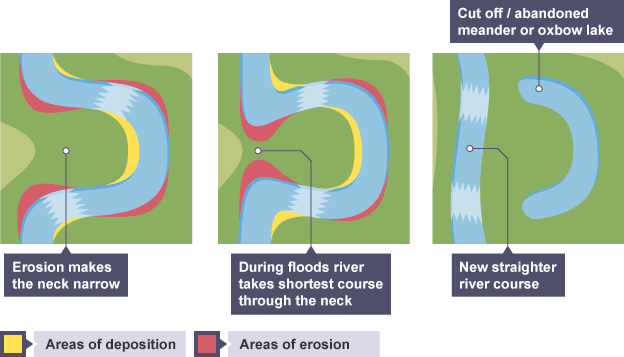 Cut off / abandoned
meander or oxbow lake
Erosion makes
the neck narrow
During floods river
takes shortest course
through the neck
New straighter
river course
Areas of deposition
Areas of erosion